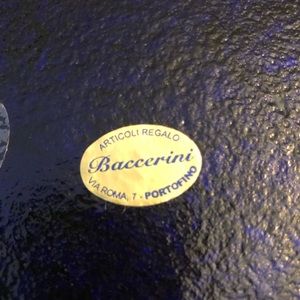 ARTICOLI REGALO
Baccerini
VIA ROMA, 7 - PORTOFINO